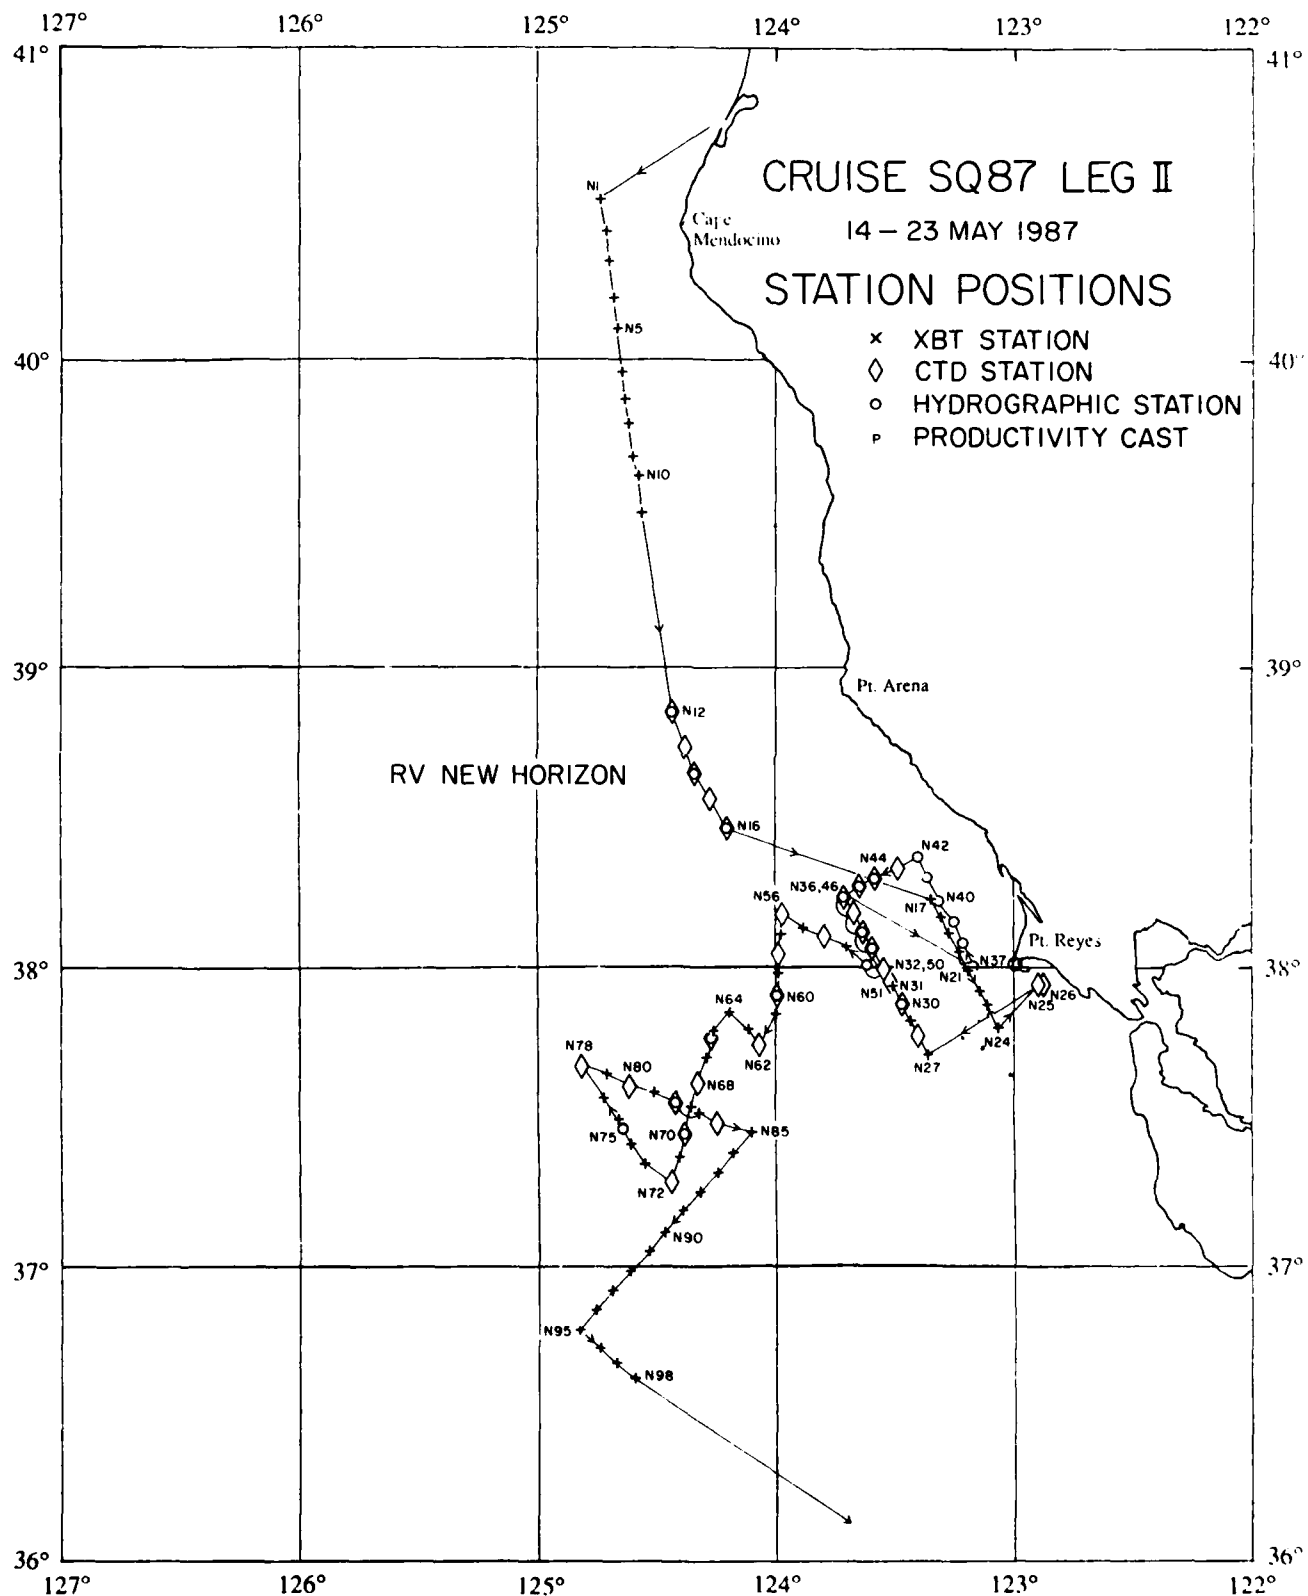 127° 126° 125° 124° 123° 122°
41° 41°
N1
Cape
Mendocino
CRUISE SQ87 LEG II
14 – 23 MAY 1987
STATION POSITIONS
× XBT STATION
◇ CTD STATION
○ HYDROGRAPHIC STATION
P PRODUCTIVITY CAST
N5
40° 40°
N10
39° 39°
Pt. Arena
N12
RV NEW HORIZON
N16
N42
N44
N36,46
N56
N40
N17
Pt. Reyes
38° 38°
N32,50
N37
N21
N51
N31
N30
N26
N25
N60
N64
N24
N62
N27
N78
N80
N68
N75
N70
N85
N72
N90
37° 37°
N95
N98
36° 36°
127° 126° 125° 124° 123° 122°